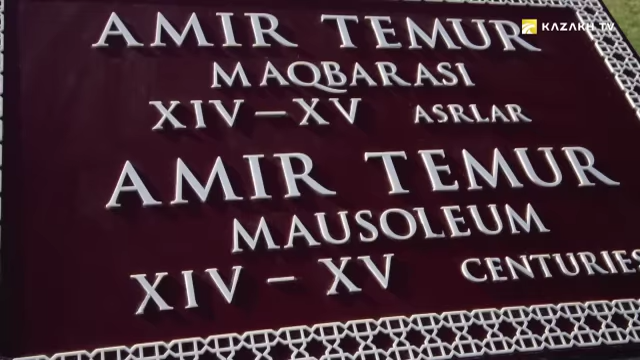 KAZAKH TV
AMIR TEMUR
MAQBARASI
XIV–XV ASRLAR
AMIR TEMUR
MAUSOLEUM
XIV – XV CENTURIES